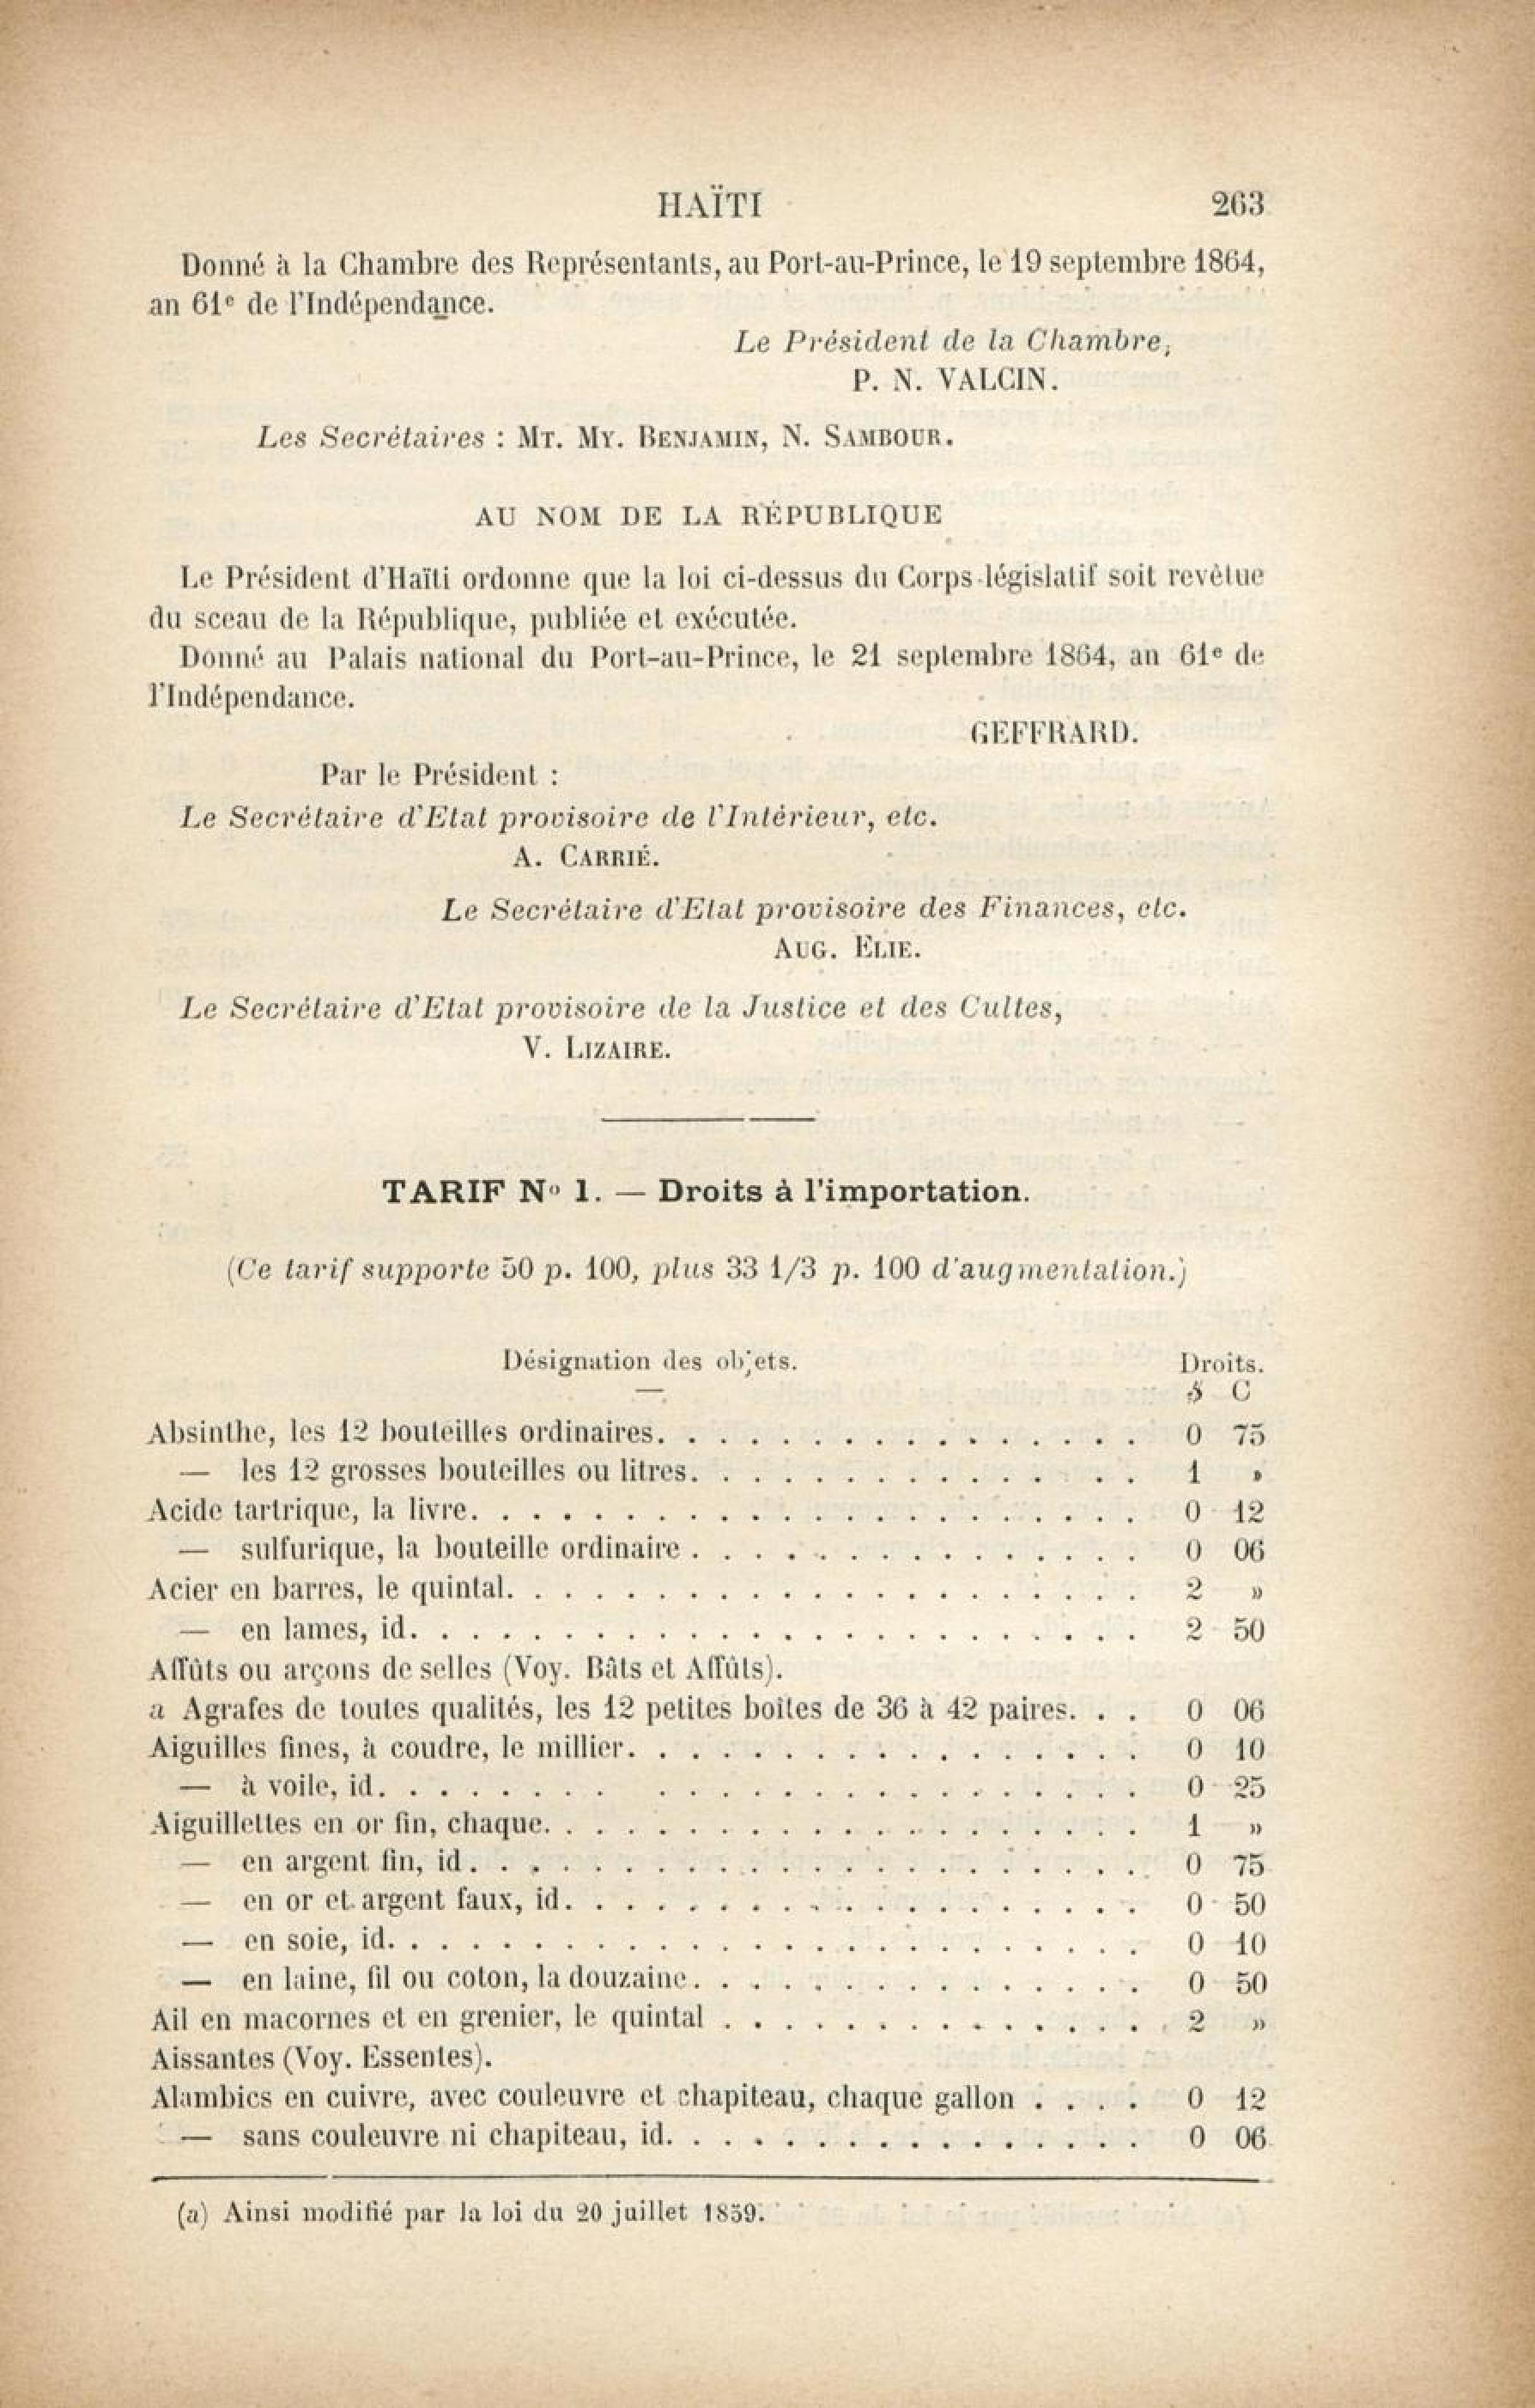 HAÏTI 263
Donné à la Chambre des Représentants, au Port-au-Prince, le 19 septembre 1864,
an 61e de l'Indépendance.
Le Président de la Chambre,
P. N. VALCIN.
Les Secrétaires : MT. MY. BENJAMIN, N. SAMBOUR.
AU NOM DE LA RÉPUBLIQUE
Le Président d'Haïti ordonne que la loi ci-dessus du Corps législatif soit revêtue
du sceau de la République, publiée et exécutée.
Donné au Palais national du Port-au-Prince, le 21 septembre 1864, an 61e de
l'Indépendance.
GEFFRARD.
Par le Président :
Le Secrétaire d'Etat provisoire de l'Intérieur, etc.
A. CARRIÉ.
Le Secrétaire d'Etat provisoire des Finances, etc.
AUG. ELIE.
Le Secrétaire d'Etat provisoire de la Justice et des Cultes,
V. LIZAIRE.
TARIF No 1. — Droits à l'importation.
(Ce tarif supporte 50 p. 100, plus 33 1/3 p. 100 d'augmentation.)
Désignation des objets. Droits.
$ C
Absinthe, les 12 bouteilles ordinaires. . . . . . . . . . . . . . . . 0 75
— les 12 grosses bouteilles ou litres. . . . . . . . . . . . . . . 1 »
Acide tartrique, la livre. . . . . . . . . . . . . . . . . . . . . . 0 12
— sulfurique, la bouteille ordinaire . . . . . . . . . . . . . . . 0 06
Acier en barres, le quintal. . . . . . . . . . . . . . . . . . . . . 2 »
— en lames, id. . . . . . . . . . . . . . . . . . . . . . . . 2 50
Affûts ou arçons de selles (Voy. Bâts et Affûts).
a Agrafes de toutes qualités, les 12 petites boîtes de 36 à 42 paires. . . 0 06
Aiguilles fines, à coudre, le millier. . . . . . . . . . . . . . . . . 0 10
— à voile, id. . . . . . . . . . . . . . . . . . . . . . . . 0 25
Aiguillettes en or fin, chaque. . . . . . . . . . . . . . . . . . . . 1 »
— en argent fin, id. . . . . . . . . . . . . . . . . . . . . . 0 75
— en or et argent faux, id. . . . . . . . . . . . . . . . . . . 0 50
— en soie, id. . . . . . . . . . . . . . . . . . . . . . . . . 0 10
— en laine, fil ou coton, la douzaine. . . . . . . . . . . . . . . 0 50
Ail en macornes et en grenier, le quintal . . . . . . . . . . . . . . 2 »
Aissantes (Voy. Essentes).
Alambics en cuivre, avec couleuvre et chapiteau, chaque gallon . . . . 0 12
— sans couleuvre ni chapiteau, id. . . . . . . . . . . . . . . . 0 06
(a) Ainsi modifié par la loi du 20 juillet 1859.